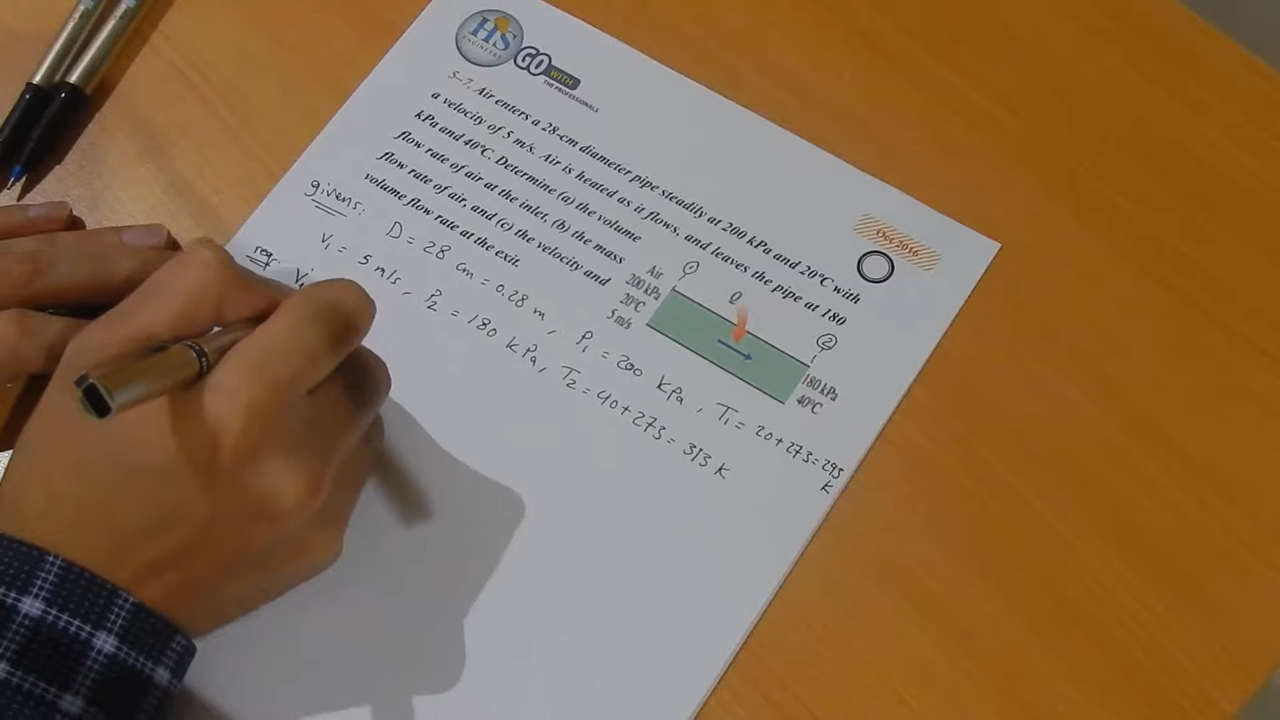 HS
ENGINEERS
GO WITH
THE PROFESSIONALS
5-7. Air enters a 28-cm diameter pipe steadily at 200 kPa and 20°C with
a velocity of 5 m/s. Air is heated as it flows, and leaves the pipe at 180
kPa and 40°C. Determine (a) the volume
flow rate of air at the inlet, (b) the mass
flow rate of air, and (c) the velocity and
volume flow rate at the exit.
Air
200 kPa
20°C
5 m/s
1
Q
2
180 kPa
40°C
givens:
D = 28 cm = 0.28 m, P1 = 200 kPa, T1 = 20+273 = 293
K
V1 = 5 m/s, P2 = 180 kPa, T2 = 40+273 = 313 K
req: